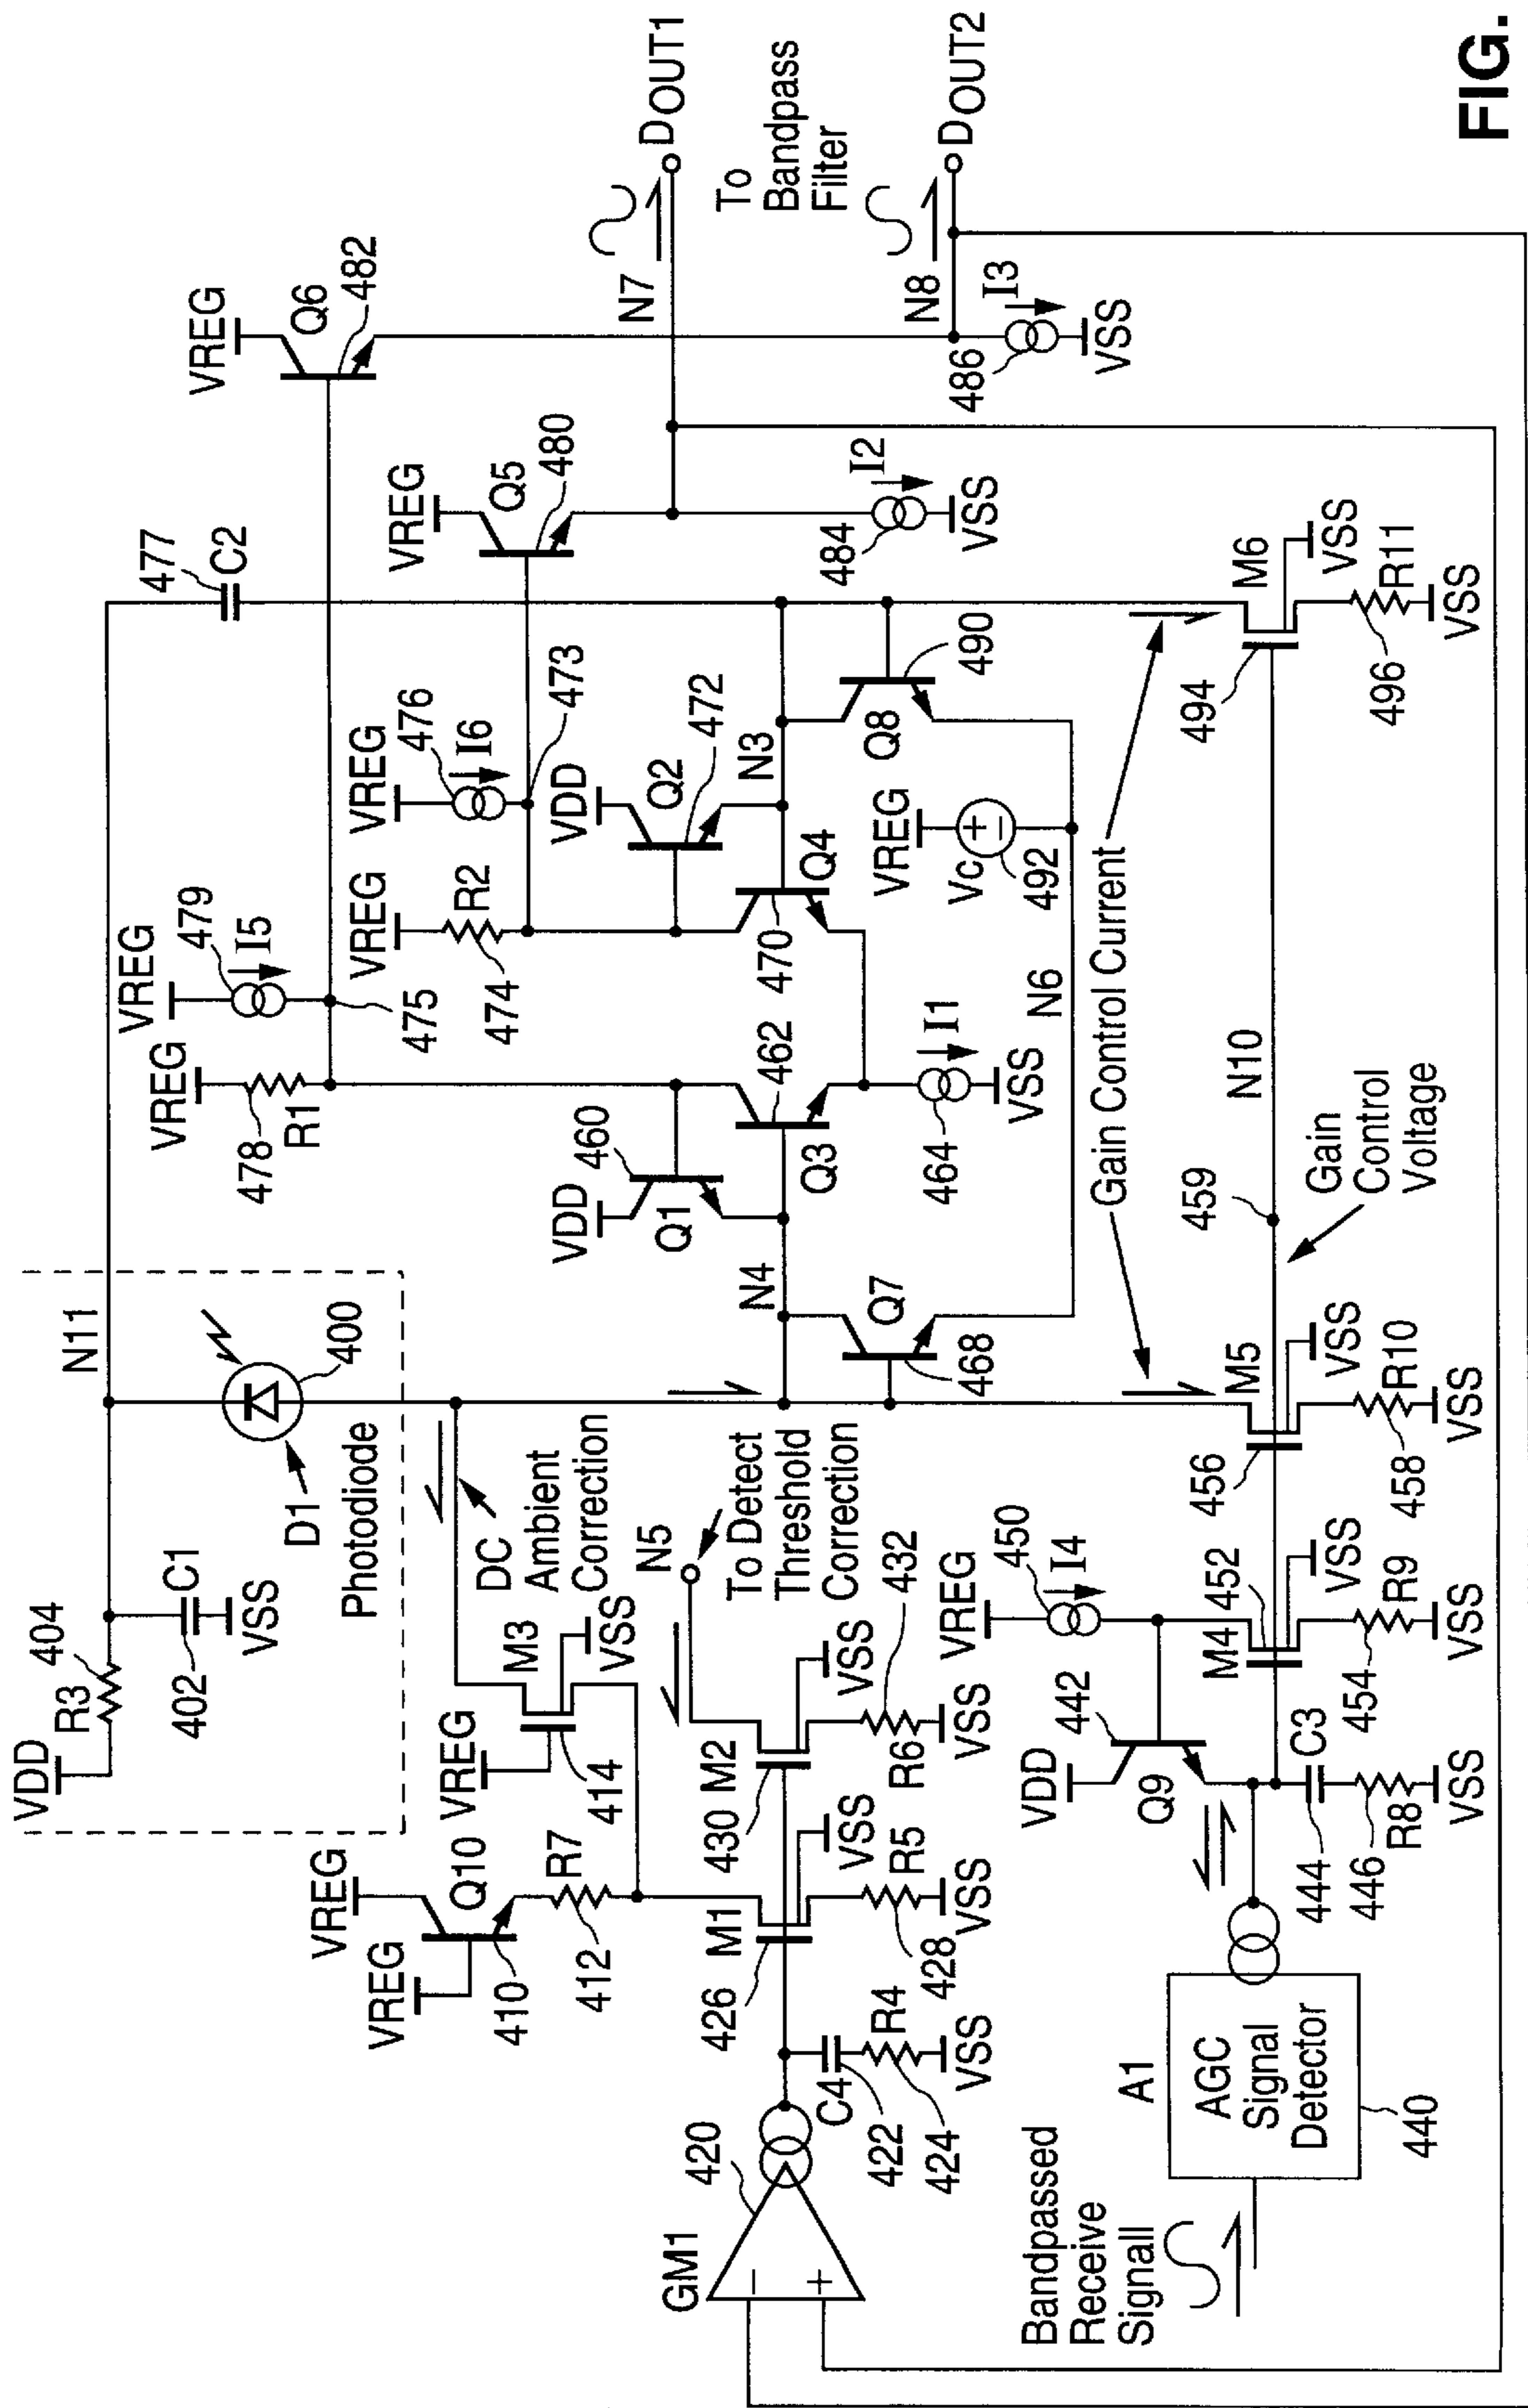 FIG.
VDD
R3
404
402
C1
VSS
N11
D1
400
Photodiode
477
C2
VREG
479
I5
475
VREG
478
R1
VREG
Q6
482
VREG
476
I6
473
VREG
R2
474
VREG
Q5
480
N7
DOUT1
To
Bandpass
Filter
N8
DOUT2
I3
486
VSS
I2
484
VSS
VREG
VREG
Q10
410
R7
412
VREG
M3
414
VSS
DC
Ambient
Correction
VDD
460
Q1
462
Q3
VDD
Q2
472
N3
Q4
470
N4
Q7
468
I1
464
VSS
Q8
490
VREG
Vc
492
N6
N5
To Detect
Threshold
Correction
GM1
420
C4
422
R4
424
VSS
M1
426
VSS
R5
428
VSS
M2
430
VSS
R6
432
VSS
Gain Control Current
VDD
442
Q9
VREG
450
I4
C3
444
446
R8
VSS
M4
452
VSS
454
R9
VSS
M5
456
VSS
458
R10
VSS
459
N10
Gain
Control
Voltage
M6
494
VSS
496
R11
VSS
Bandpassed
Receive
Signall
A1
AGC
Signal
Detector
440